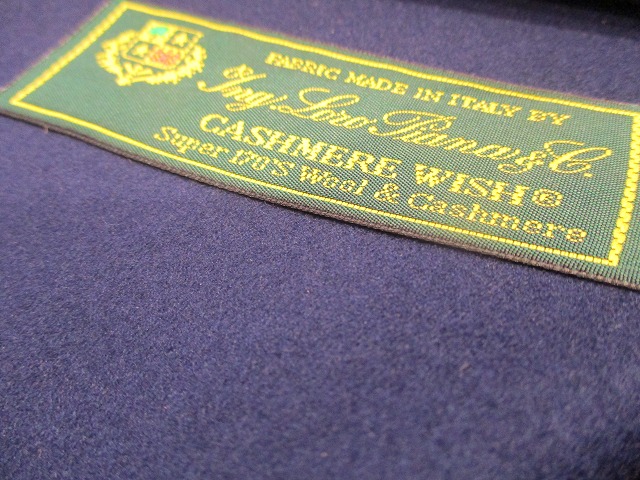 FABRIC MADE IN ITALY BY
Ing. Loro Piana & C.
CASHMERE WISH®
Super 170'S Wool & Cashmere